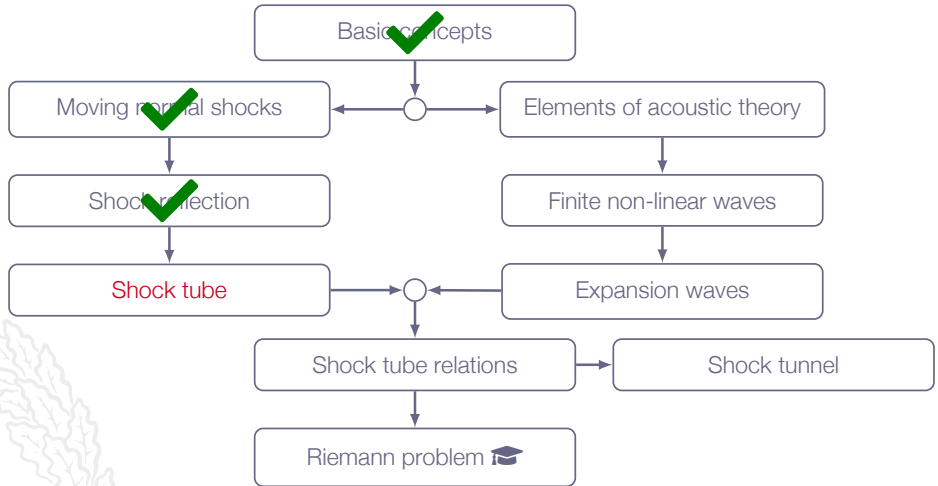 Basic concepts
Moving normal shocks
Elements of acoustic theory
Shock reflection
Finite non-linear waves
Shock tube
Expansion waves
Shock tube relations
Shock tunnel
Riemann problem